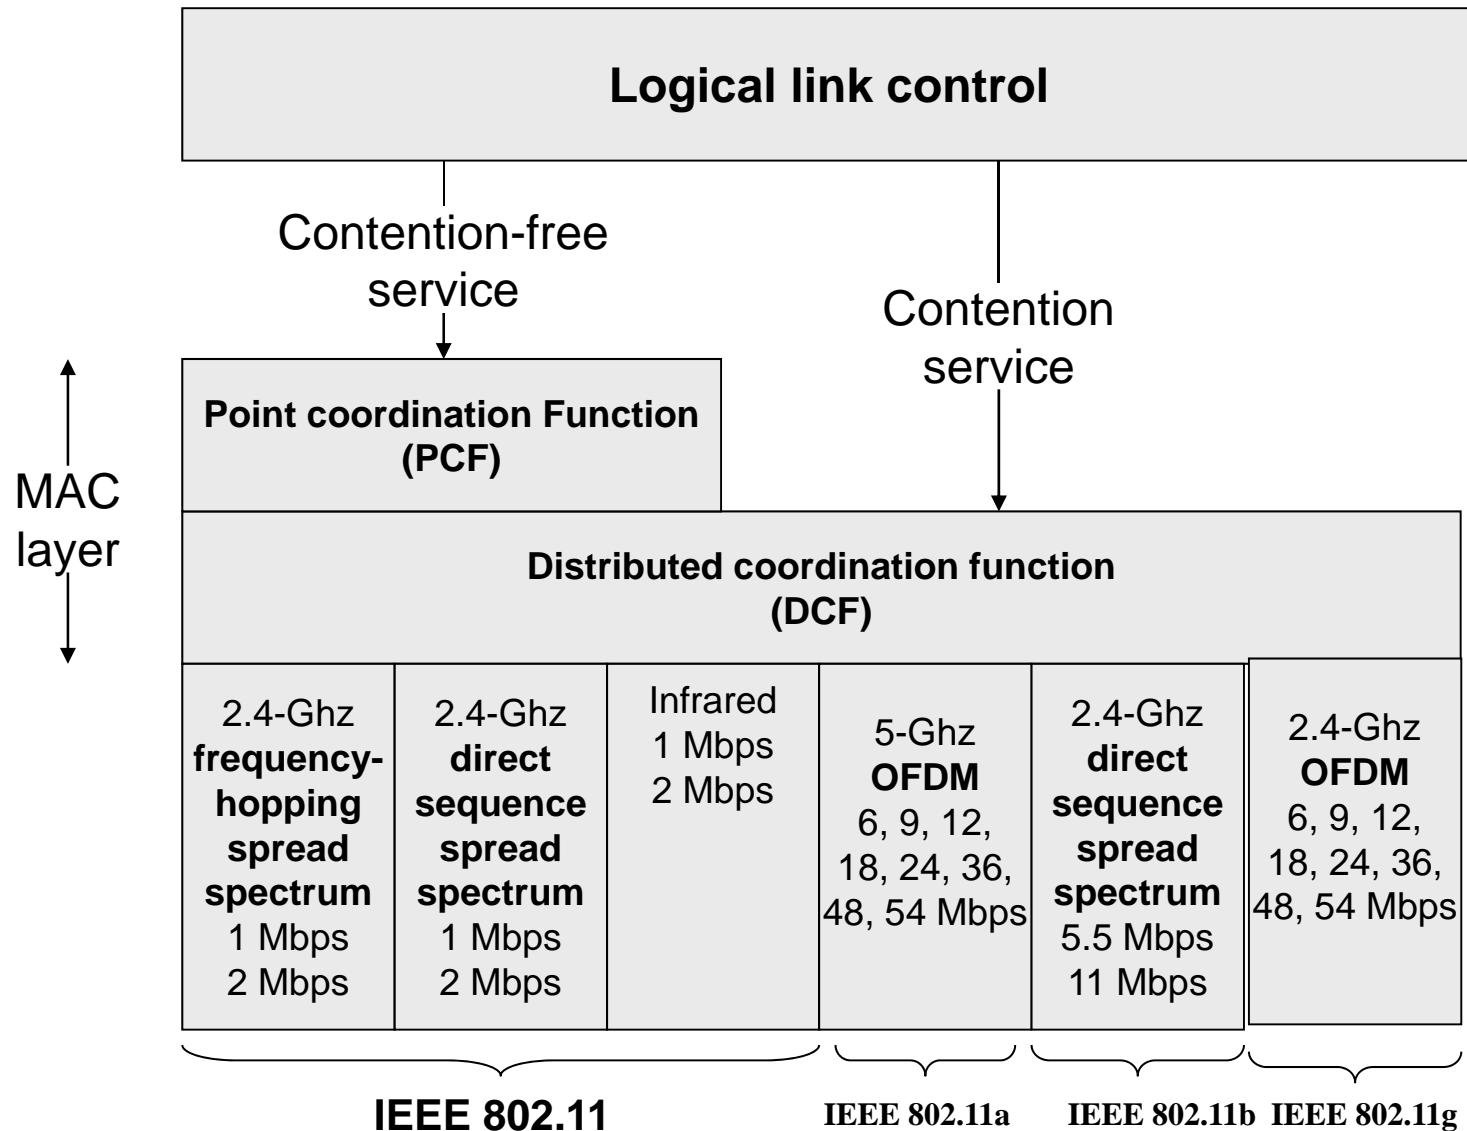 Logical link control
Contention-free
service
Contention
service
MAC
layer
Point coordination Function
(PCF)
Distributed coordination function
(DCF)
2.4-Ghz
frequency-
hopping
spread
spectrum
1 Mbps
2 Mbps
2.4-Ghz
direct
sequence
spread
spectrum
1 Mbps
2 Mbps
Infrared
1 Mbps
2 Mbps
5-Ghz
OFDM
6, 9, 12,
18, 24, 36,
48, 54 Mbps
2.4-Ghz
direct
sequence
spread
spectrum
5.5 Mbps
11 Mbps
2.4-Ghz
OFDM
6, 9, 12,
18, 24, 36,
48, 54 Mbps
IEEE 802.11
IEEE 802.11a
IEEE 802.11b
IEEE 802.11g